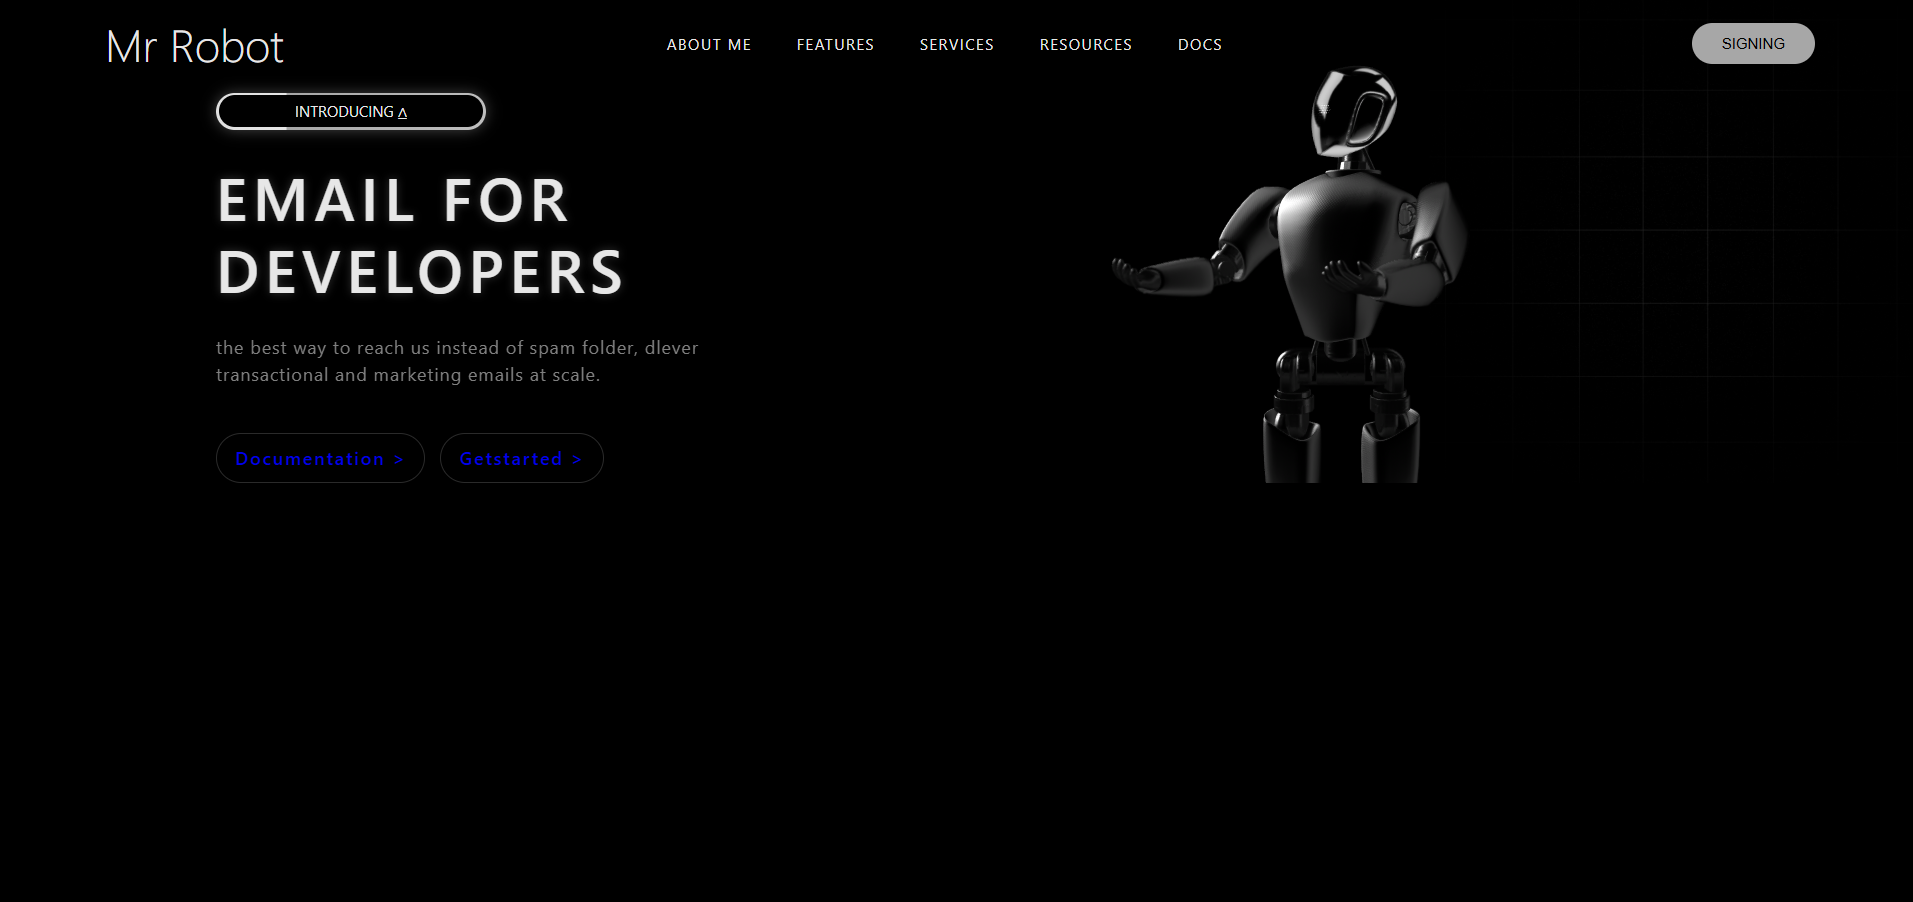 Mr Robot
ABOUT ME FEATURES SERVICES RESOURCES DOCS
SIGNING
INTRODUCING △
EMAIL FOR
DEVELOPERS
the best way to reach us instead of spam folder, dlever
transactional and marketing emails at scale.
Documentation >
Getstarted >